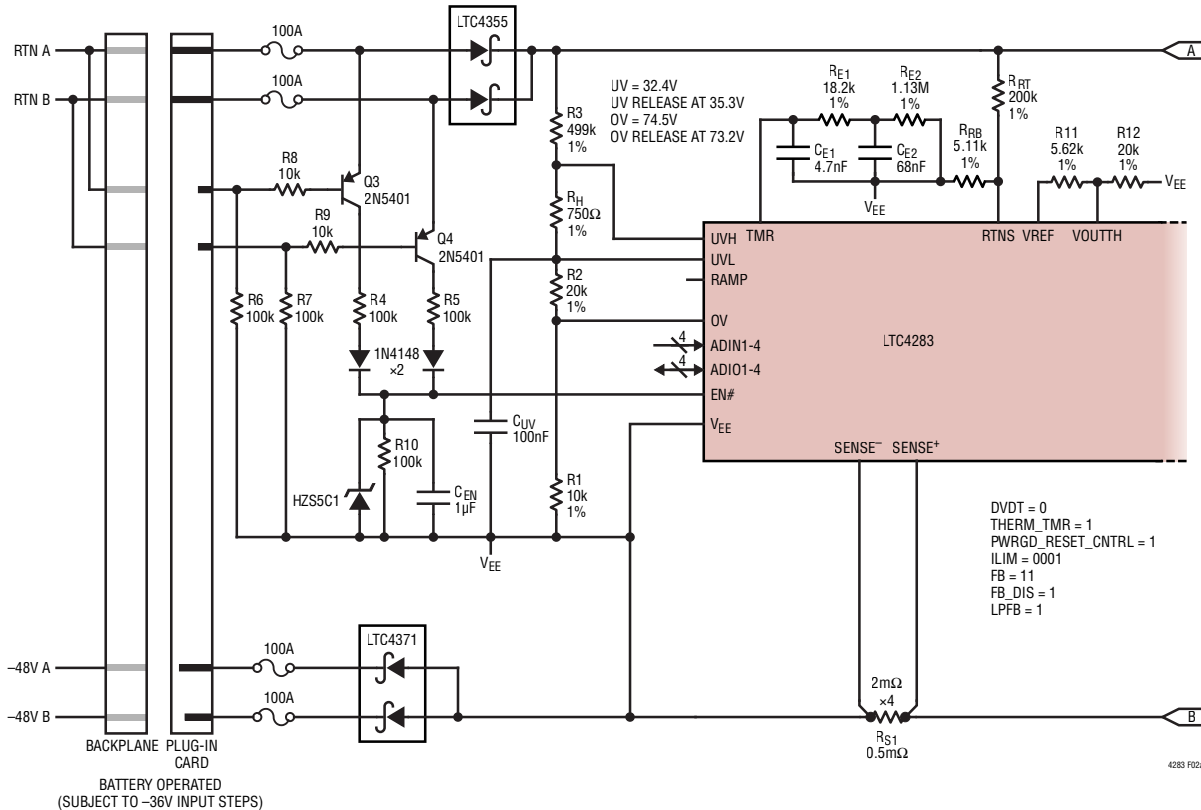 RTN A
RTN B
100A
100A
LTC4355
UV = 32.4V
UV RELEASE AT 35.3V
OV = 74.5V
OV RELEASE AT 73.2V
R3
499k
1%
RE1
18.2k
1%
RE2
1.13M
1%
CE1
4.7nF
CE2
68nF
VEE
RRT
200k
1%
RRB
5.11k
1%
R11
5.62k
1%
R12
20k
1%
VEE
A
R8
10k
Q3
2N5401
R9
10k
Q4
2N5401
RH
750Ω
1%
R2
20k
1%
R6
100k
R7
100k
R4
100k
R5
100k
1N4148
×2
R10
100k
HZS5C1
CEN
1µF
CUV
100nF
R1
10k
1%
VEE
TMR
RTNS
VREF
VOUTTH
UVH
UVL
RAMP
OV
4
ADIN1-4
4
ADIO1-4
EN#
VEE
LTC4283
SENSE–
SENSE+
DVDT = 0
THERM_TMR = 1
PWRGD_RESET_CNTRL = 1
ILIM = 0001
FB = 11
FB_DIS = 1
LPFB = 1
–48V A
–48V B
100A
100A
LTC4371
2mΩ
×4
RS1
0.5mΩ
B
BACKPLANE
PLUG-IN
CARD
BATTERY OPERATED
(SUBJECT TO –36V INPUT STEPS)